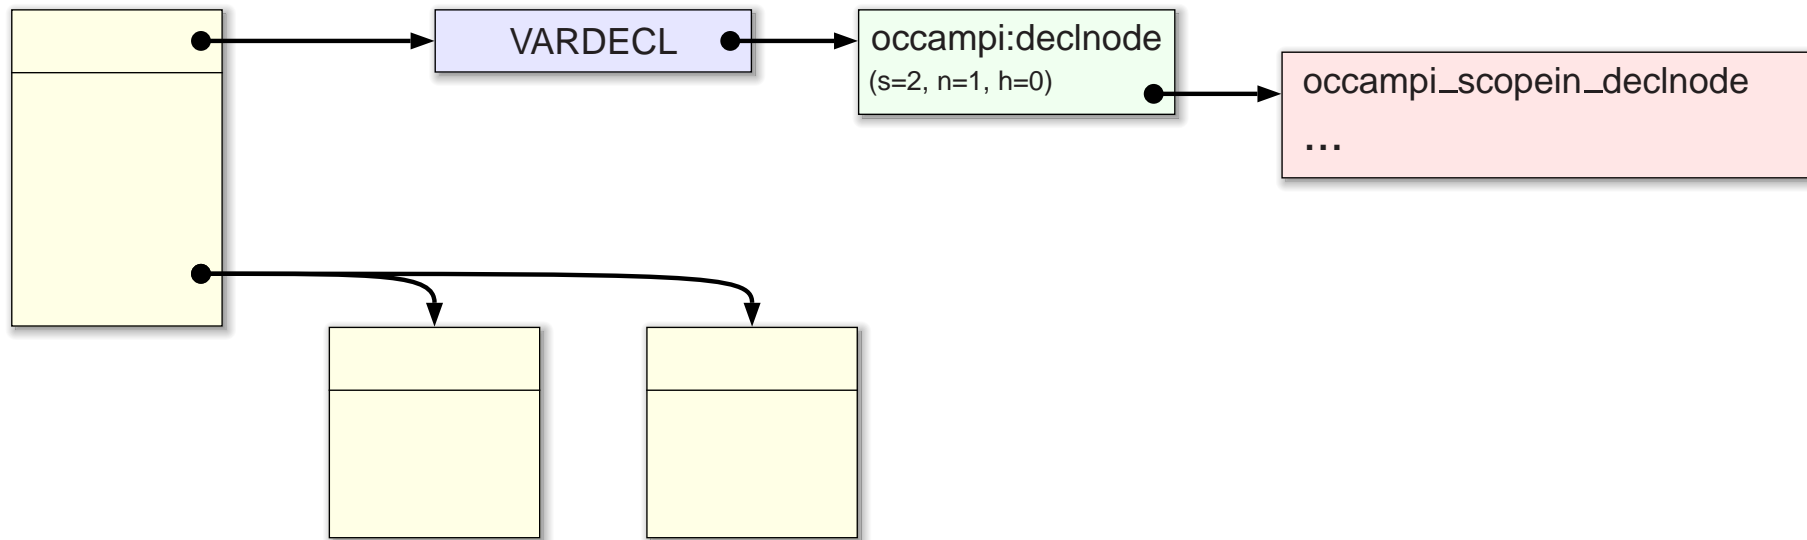 VARDECL
occampi:declnode
(s=2, n=1, h=0)
occampi_scopein_declnode
...